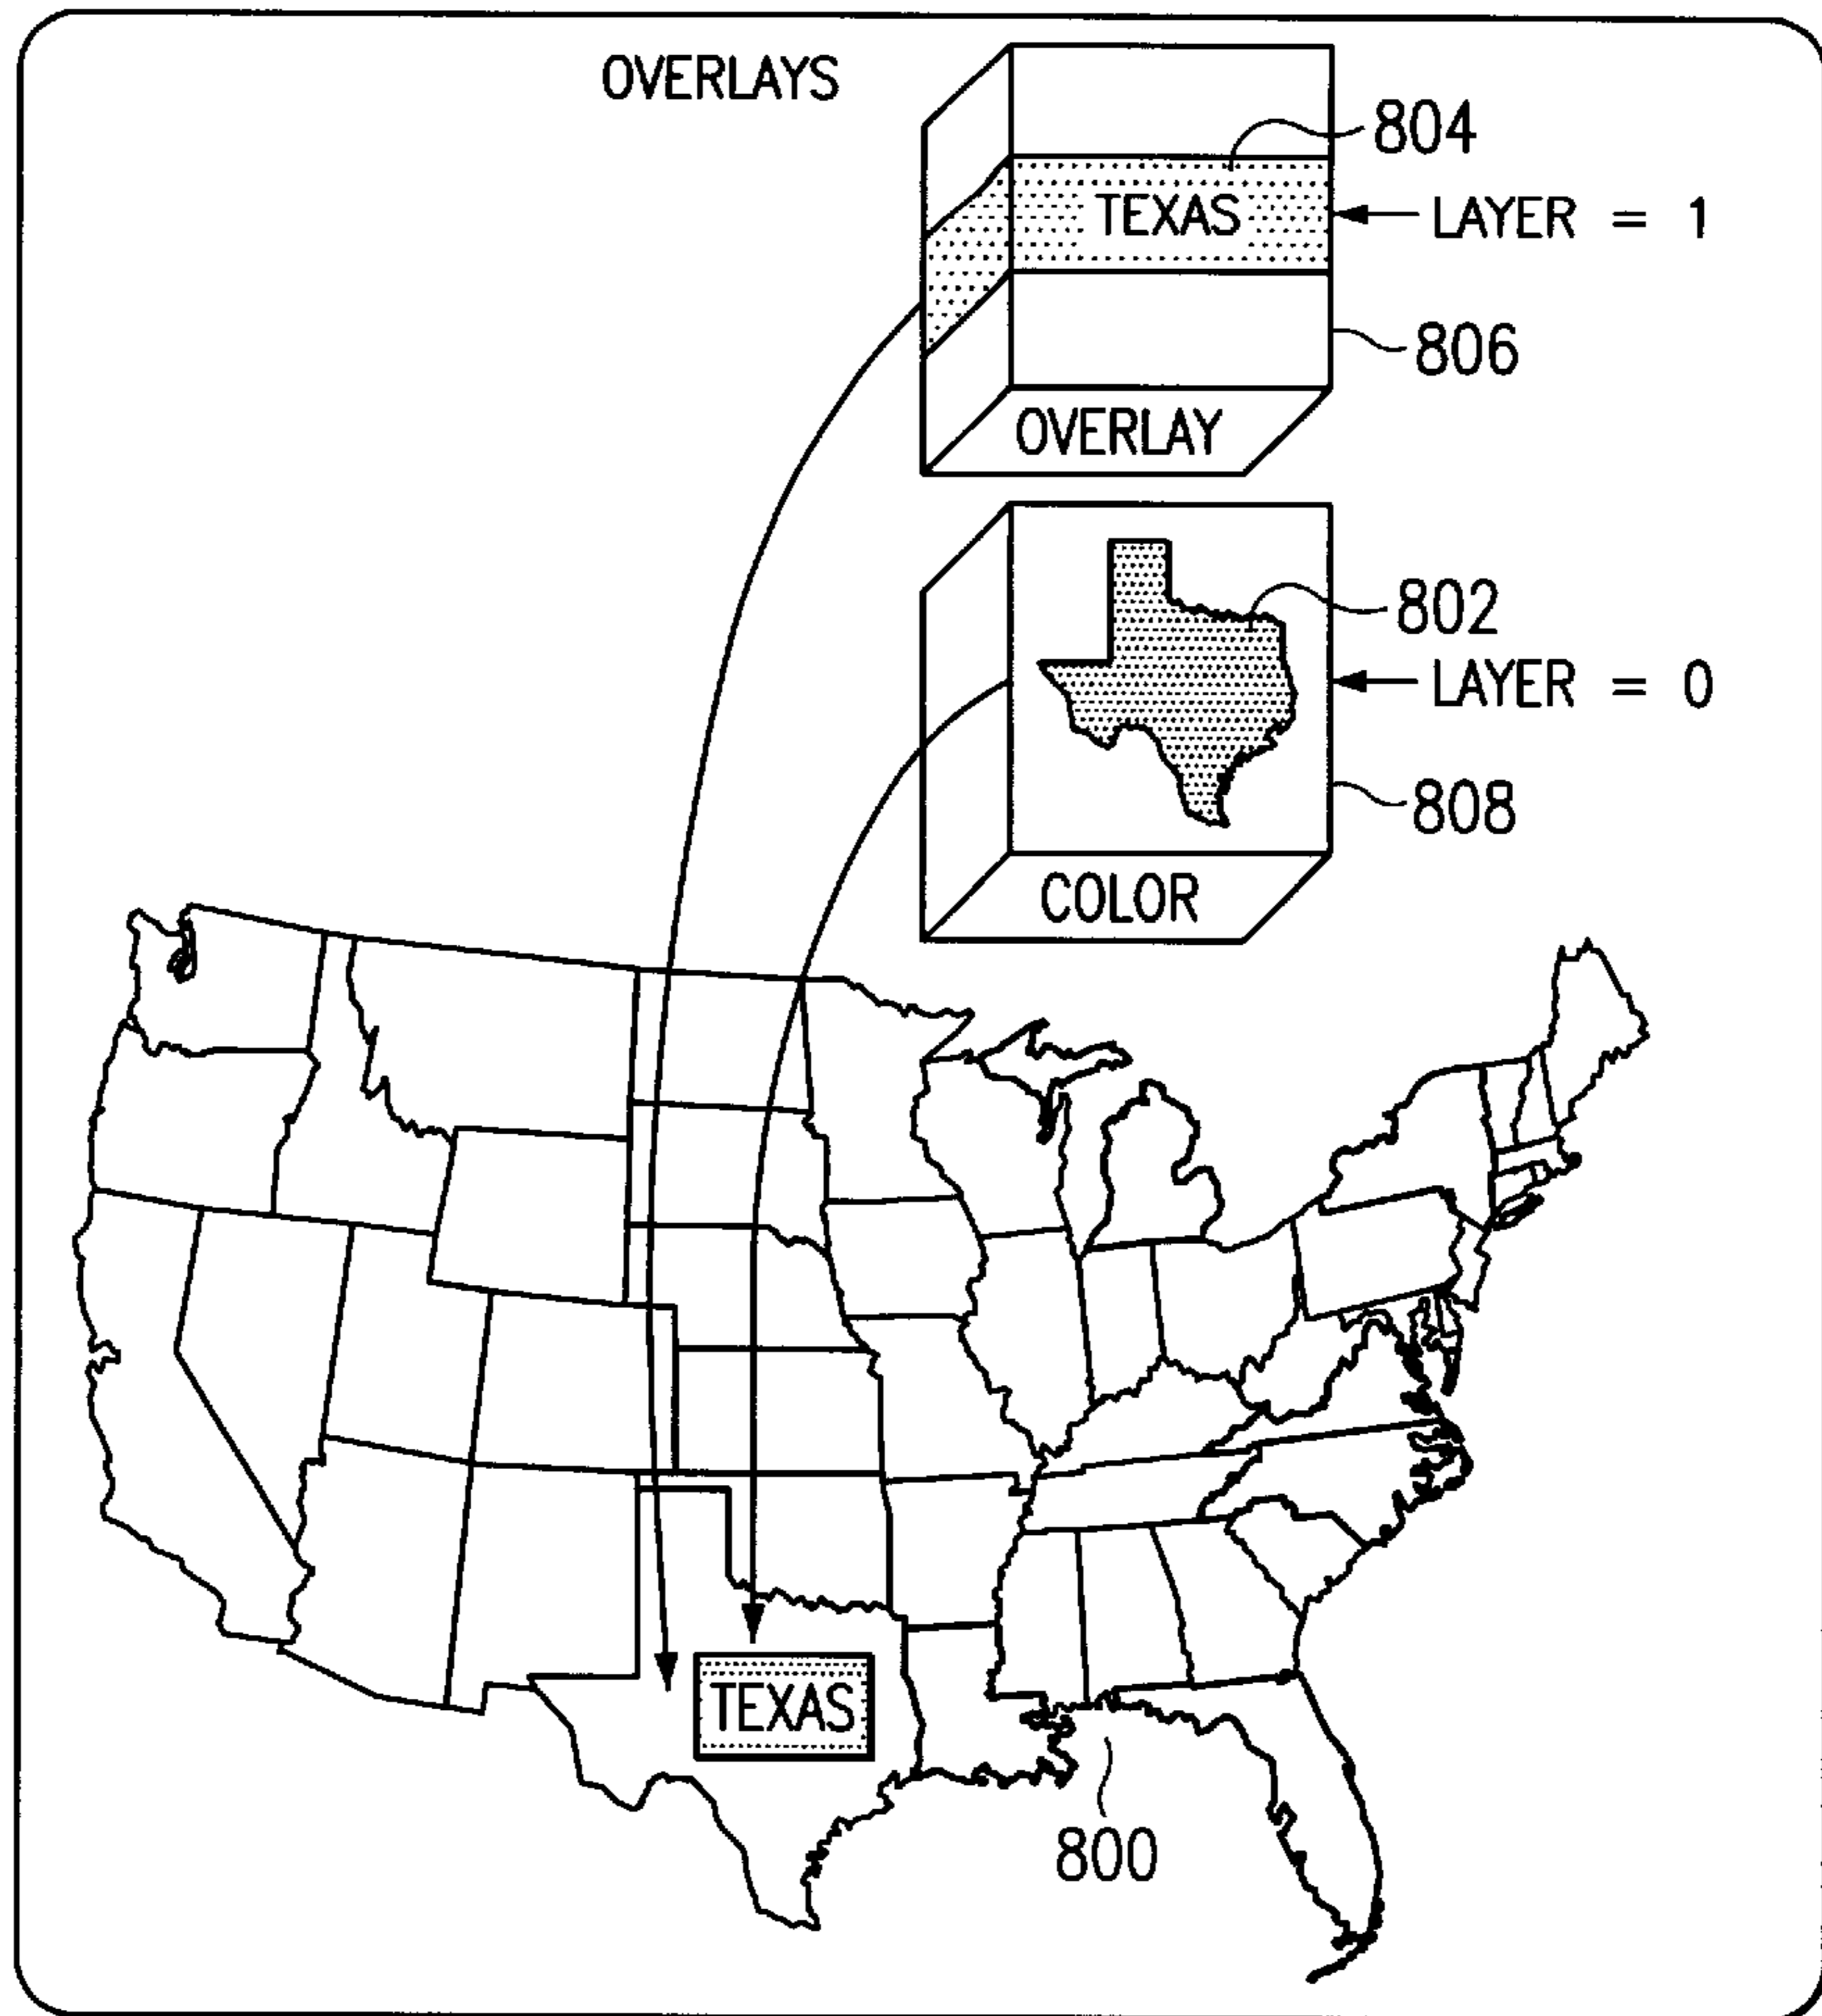 OVERLAYS
804
TEXAS
LAYER = 1
806
OVERLAY
802
LAYER = 0
808
COLOR
TEXAS
800